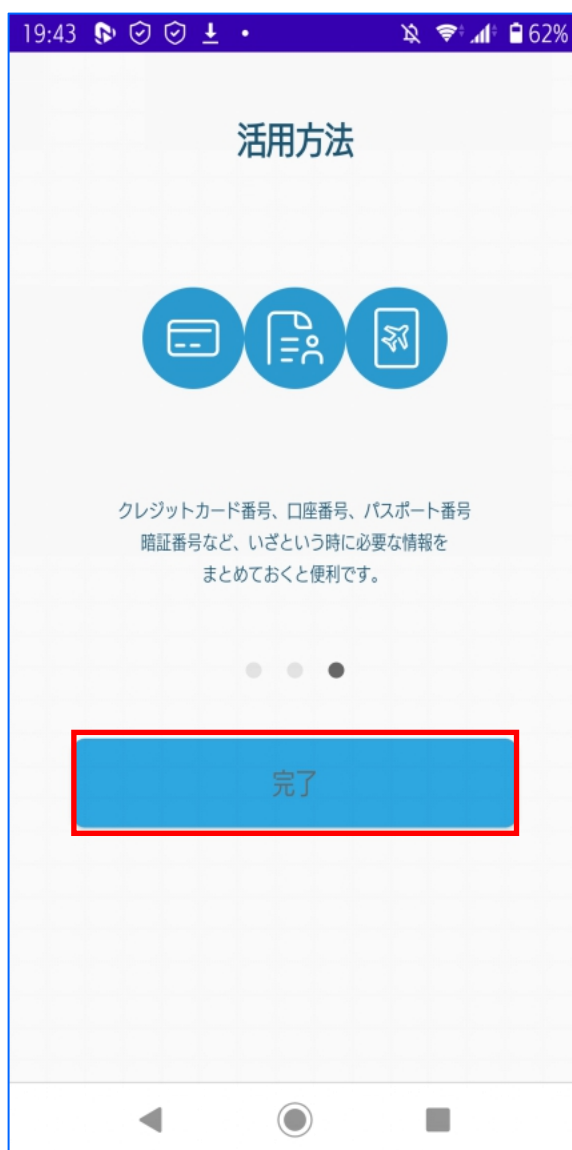 19:43 62%
活用方法
クレジットカード番号、口座番号、パスポート番号
暗証番号など、いざという時に必要な情報を
まとめておくと便利です。
完了